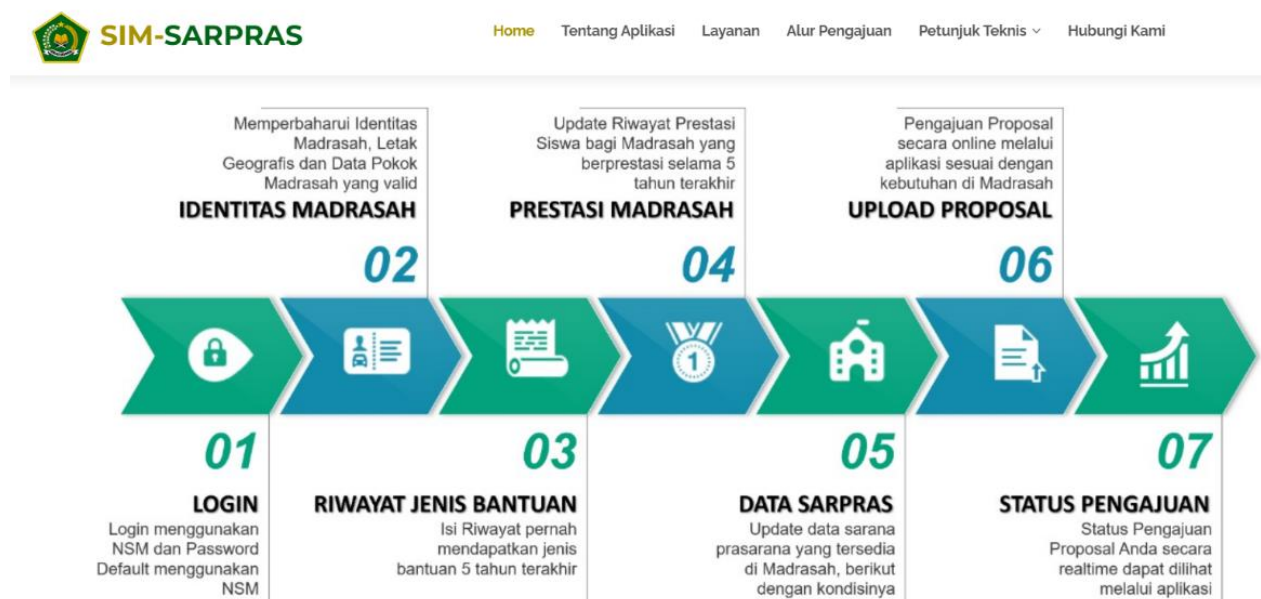 SIM-SARPRAS
Home Tentang Aplikasi Layanan Alur Pengajuan Petunjuk Teknis Hubungi Kami
Memperbaharui Identitas
Madrasah, Letak
Geografis dan Data Pokok
Madrasah yang valid
IDENTITAS MADRASAH
02
Update Riwayat Prestasi
Siswa bagi Madrasah yang
berprestasi selama 5
tahun terakhir
PRESTASI MADRASAH
04
Pengajuan Proposal
secara online melalui
aplikasi sesuai dengan
kebutuhan di Madrasah
UPLOAD PROPOSAL
06
1
01
LOGIN
Login menggunakan
NSM dan Password
Default menggunakan
NSM
03
RIWAYAT JENIS BANTUAN
Isi Riwayat pernah
mendapatkan jenis
bantuan 5 tahun terakhir
05
DATA SARPRAS
Update data sarana
prasarana yang tersedia
di Madrasah, berikut
dengan kondisinya
07
STATUS PENGAJUAN
Status Pengajuan
Proposal Anda secara
realtime dapat dilihat
melalui aplikasi